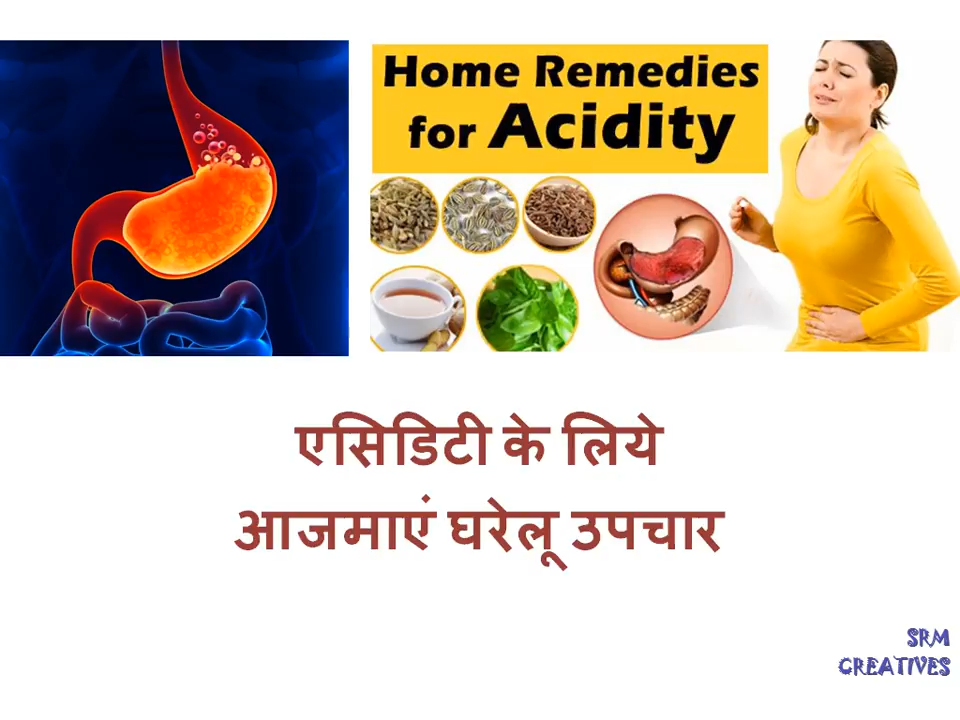 Home Remedies
for Acidity
एसिडिटी के लिये
आजमाएं घरेलू उपचार
SRM
CREATIVES